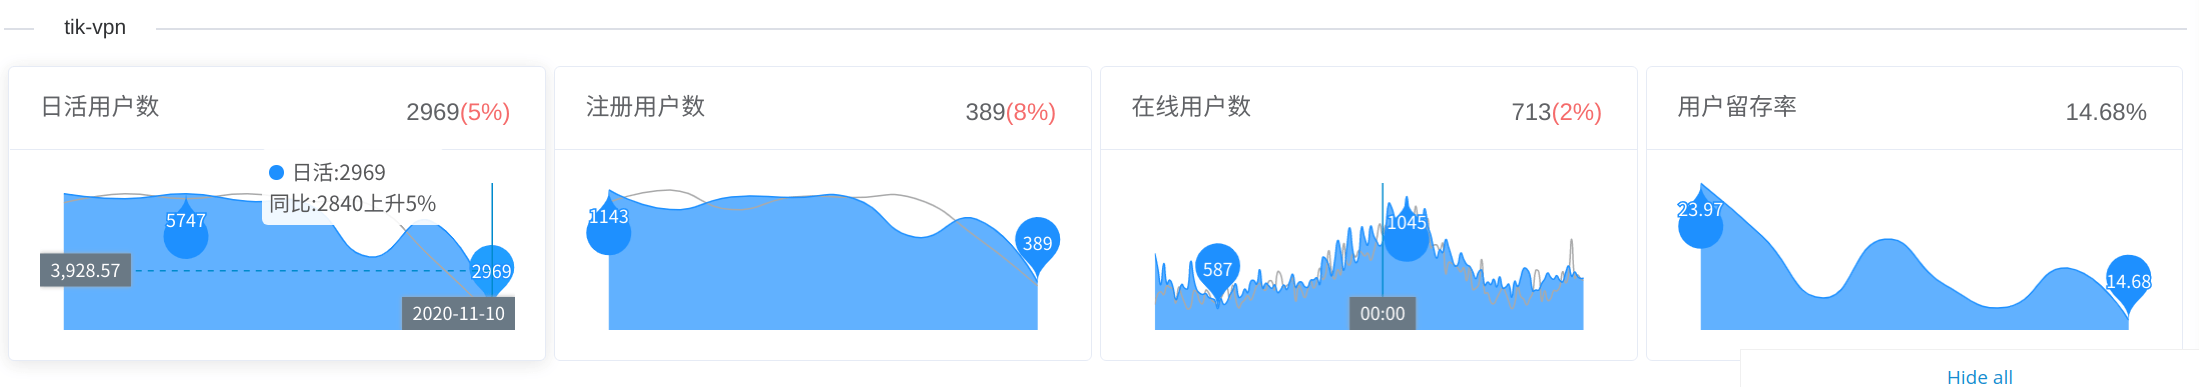 tik-vpn
日活用户数
2969(5%)
日活:2969
同比:2840上升5%
5747
3,928.57
2969
2020-11-10
注册用户数
389(8%)
1143
389
在线用户数
713(2%)
1045
587
00:00
用户留存率
14.68%
23.97
14.68
Hide all